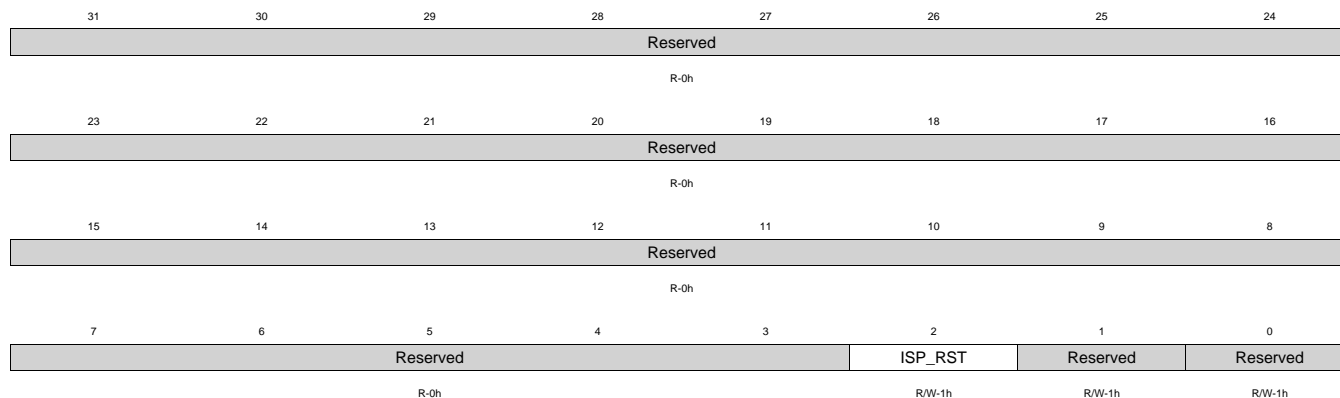 31 30 29 28 27 26 25 24
Reserved
R-0h
23 22 21 20 19 18 17 16
Reserved
R-0h
15 14 13 12 11 10 9 8
Reserved
R-0h
7 6 5 4 3 2 1 0
Reserved ISP_RST Reserved Reserved
R-0h R/W-1h R/W-1h R/W-1h